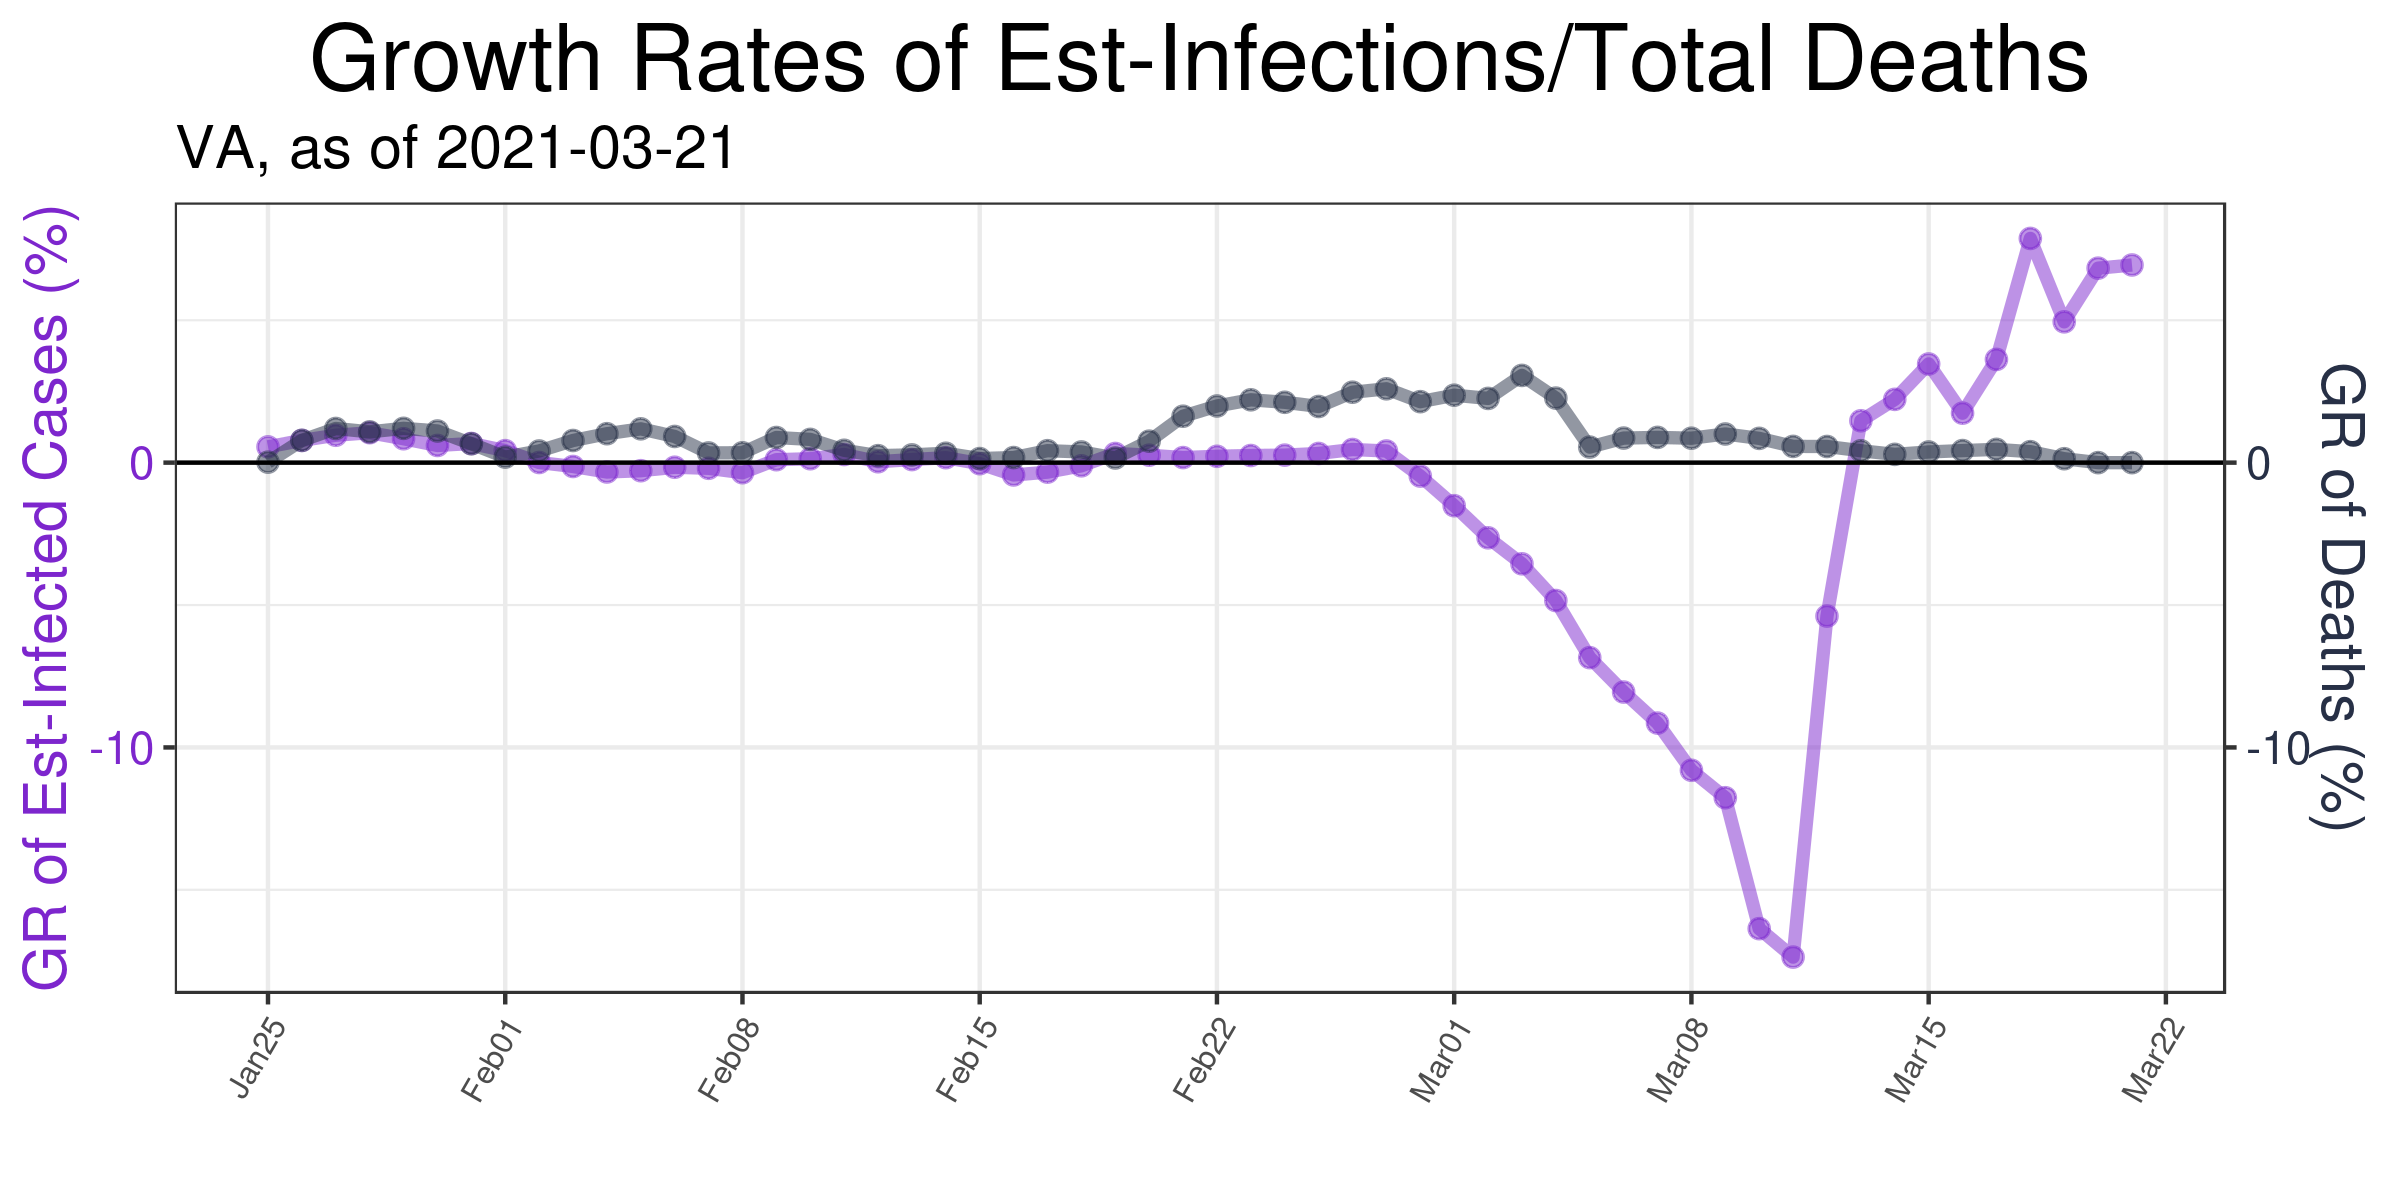 Growth Rates of Est-Infections/Total Deaths
VA, as of 2021-03-21
GR of Est-Infected Cases (%)
0
-10
0
-10
GR of Deaths (%)
Jan25
Feb01
Feb08
Feb15
Feb22
Mar01
Mar08
Mar15
Mar22